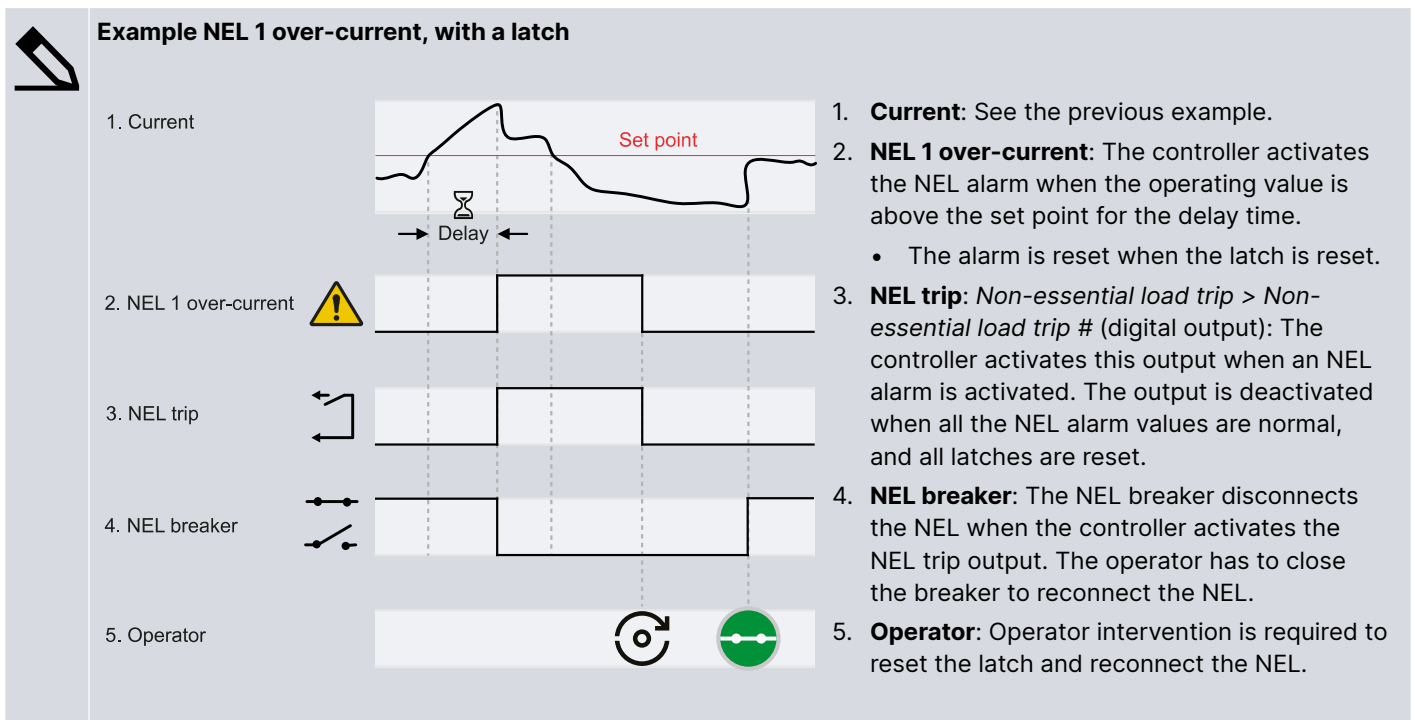 Example NEL 1 over-current, with a latch
1. Current
Set point
Delay
2. NEL 1 over-current
3. NEL trip
4. NEL breaker
5. Operator
1. Current: See the previous example.
2. NEL 1 over-current: The controller activates
the NEL alarm when the operating value is
above the set point for the delay time.
• The alarm is reset when the latch is reset.
3. NEL trip: Non-essential load trip > Non-
essential load trip # (digital output): The
controller activates this output when an NEL
alarm is activated. The output is deactivated
when all the NEL alarm values are normal,
and all latches are reset.
4. NEL breaker: The NEL breaker disconnects
the NEL when the controller activates the
NEL trip output. The operator has to close
the breaker to reconnect the NEL.
5. Operator: Operator intervention is required to
reset the latch and reconnect the NEL.